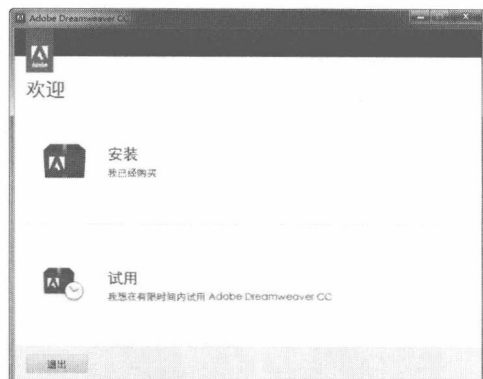 Adobe Dreamweaver CC
Adobe
欢迎
安装
我已经购买
试用
我想在有限时间内试用 Adobe Dreamweaver CC
退出